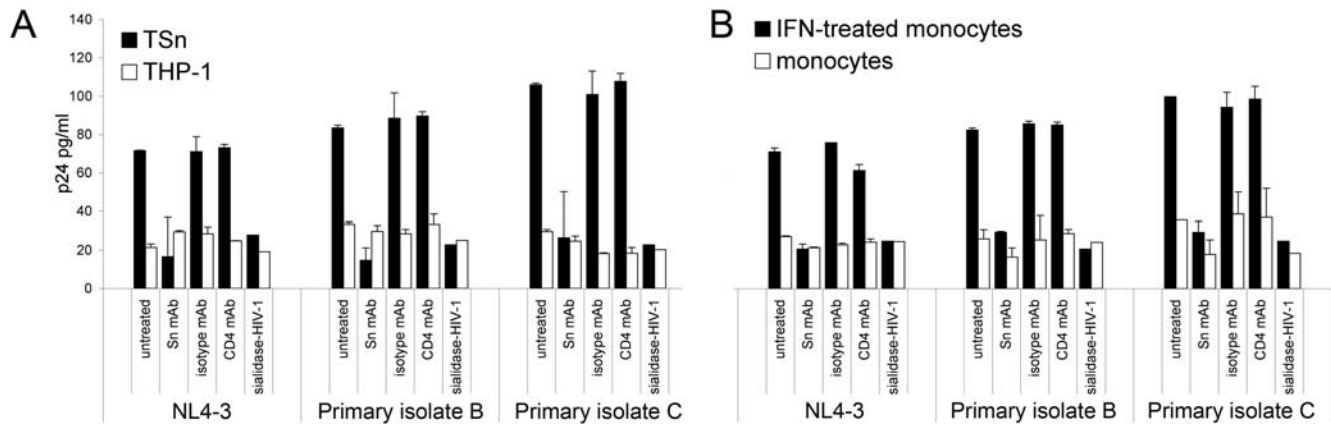 A
TSn
THP-1
p24 pg/ml
140
120
100
80
60
40
20
0
untreated
Sn mAb
isotype mAb
CD4 mAb
sialidase-HIV-1
untreated
Sn mAb
isotype mAb
CD4 mAb
sialidase-HIV-1
untreated
Sn mAb
isotype mAb
CD4 mAb
sialidase-HIV-1
NL4-3
Primary isolate B
Primary isolate C
B
IFN-treated monocytes
monocytes
untreated
Sn mAb
isotype mAb
CD4 mAb
sialidase-HIV-1
untreated
Sn mAb
isotype mAb
CD4 mAb
sialidase-HIV-1
untreated
Sn mAb
isotype mAb
CD4 mAb
sialidase-HIV-1
NL4-3
Primary isolate B
Primary isolate C